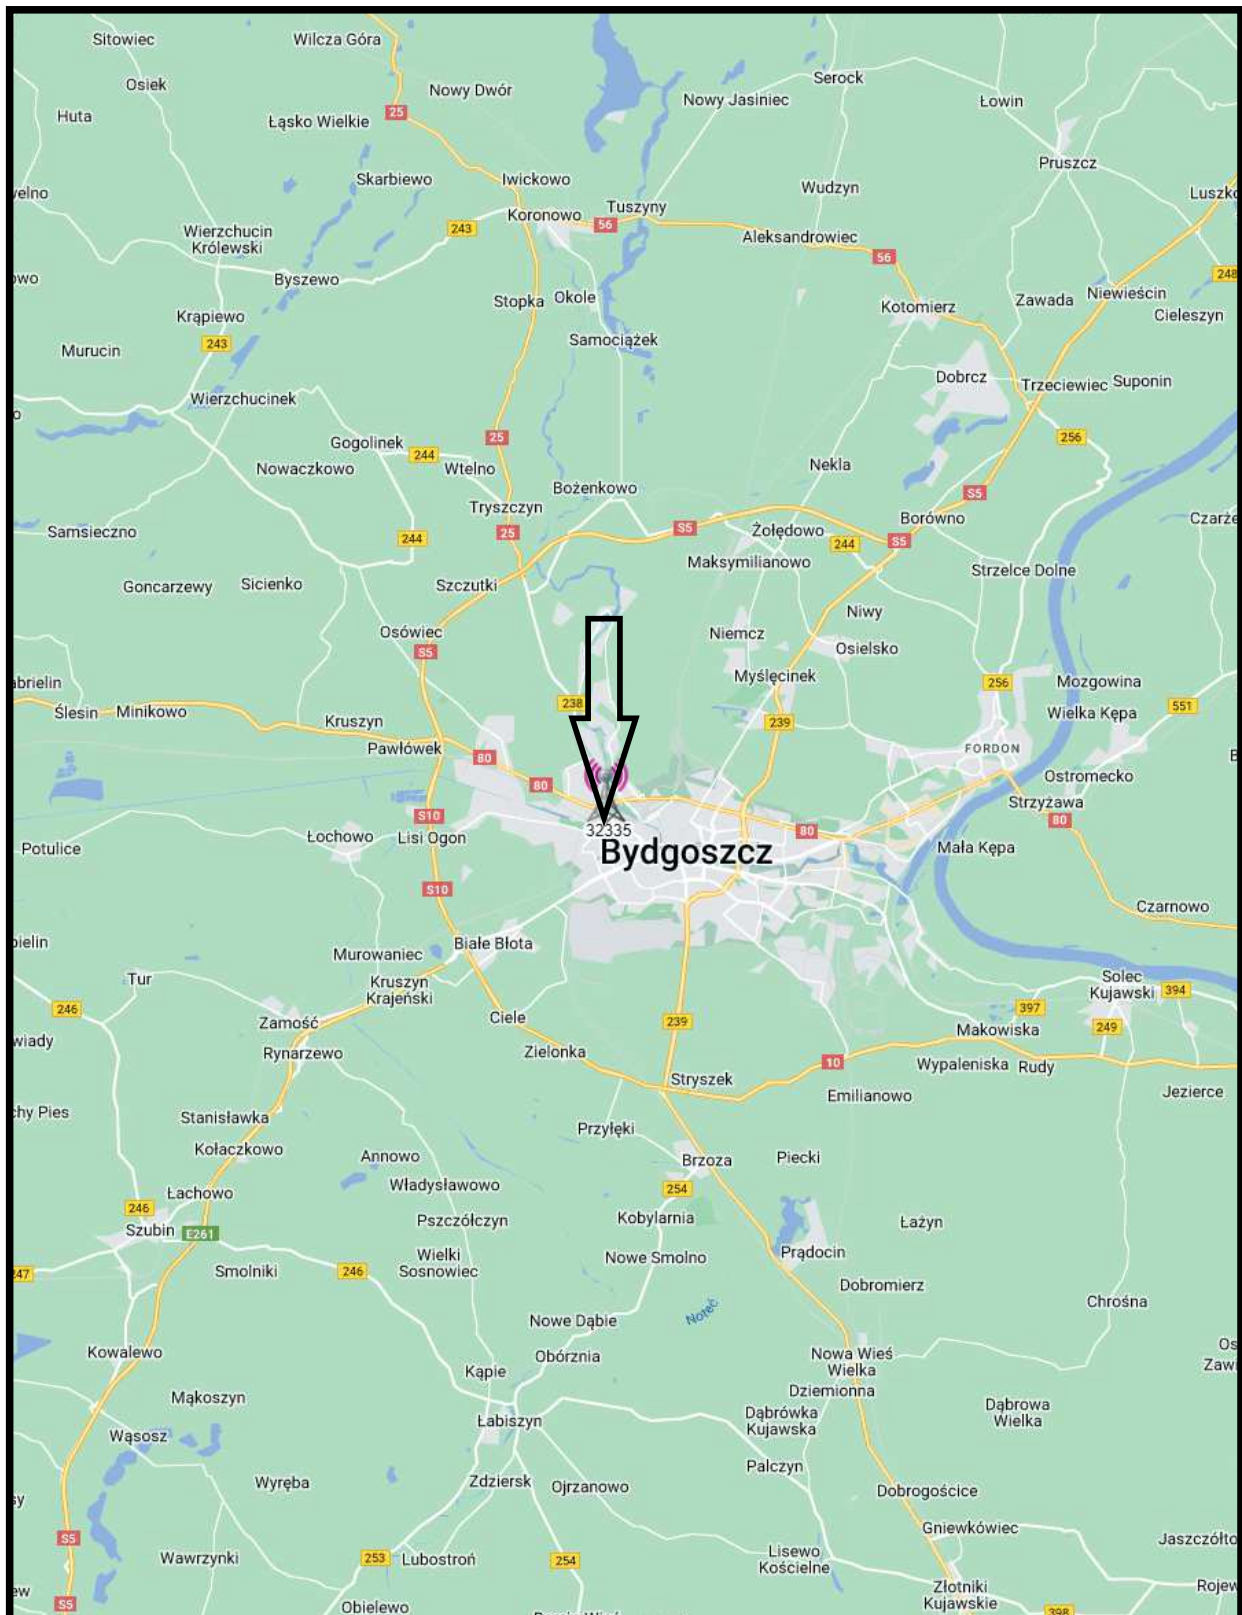 Sitowiec
Wilcza Góra
Osiek
Nowy Dwór
Serock
Nowy Jasiniec
Łowin
25
Huta
Łąsko Wielkie
Pruszcz
Skarbiewo
Iwickowo
Wudzyn
Koronowo
Tuszyny
56
243
Wierzchucin
Królewski
Aleksandrowiec
56
Byszewo
248
Stopka
Okole
Zawada
Niewieścin
Kotomierz
Cieleszyn
Krąpiewo
243
Samociążek
Murucin
Dobrcz
Trzeciewiec
Suponin
Wierzchucinek
25
256
Gogolinek
244
Wtelno
Nowaczkowo
Nekla
Bożenkowo
S5
Tryszczyn
Borówno
Samsieczno
25
S5
Żołędowo
244
S5
244
Maksymilianowo
Strzelce Dolne
Goncarzewy
Sicienko
Szczutki
Niwy
Osówiec
Niemcz
S5
Osielsko
Myślęcinek
256
Mozgowina
238
551
Ślesin
Minikowo
Kruszyn
239
Wielka Kępa
Pawłówek
80
FORDON
80
Ostromecko
Strzyżawa
S10
80
80
32335
Łochowo
Lisi Ogon
Potulice
Bydgoszcz
Mała Kępa
S10
Czarnowo
Białe Błota
Murowaniec
Tur
Kruszyn
Krajeński
Solec
Kujawski
394
246
397
Zamość
Ciele
239
249
Makowiska
Rynarzewo
Zielonka
10
Wypaleniska
Rudy
Stryszek
Emilianowo
Jezierce
Stanisławka
Przyłęki
Kołaczkowo
Annowo
Brzoza
Piecki
Władysławowo
254
Łachowo
246
Pszczółczyn
Kobylarnia
Łażyn
Szubin
E261
Wielki
Sosnowiec
Nowe Smolno
Prądocin
Smolniki
246
Dobromierz
Chrośna
Noteć
Nowe Dąbie
Kowalewo
Obórznia
Nowa Wieś
Wielka
Kąpie
Dziemionna
Mąkoszyn
Dąbrowa
Wielka
Łabiszyn
Dąbrówka
Kujawska
Wąsosz
Palczyn
Wyręba
Zdziersk
Ojrzanowo
Dobrogościce
S5
Gniewkówiec
Wawrzynki
253
Lubostroń
254
Lisewo
Kościelne
Złotniki
Kujawskie
S5
Obielewo
398